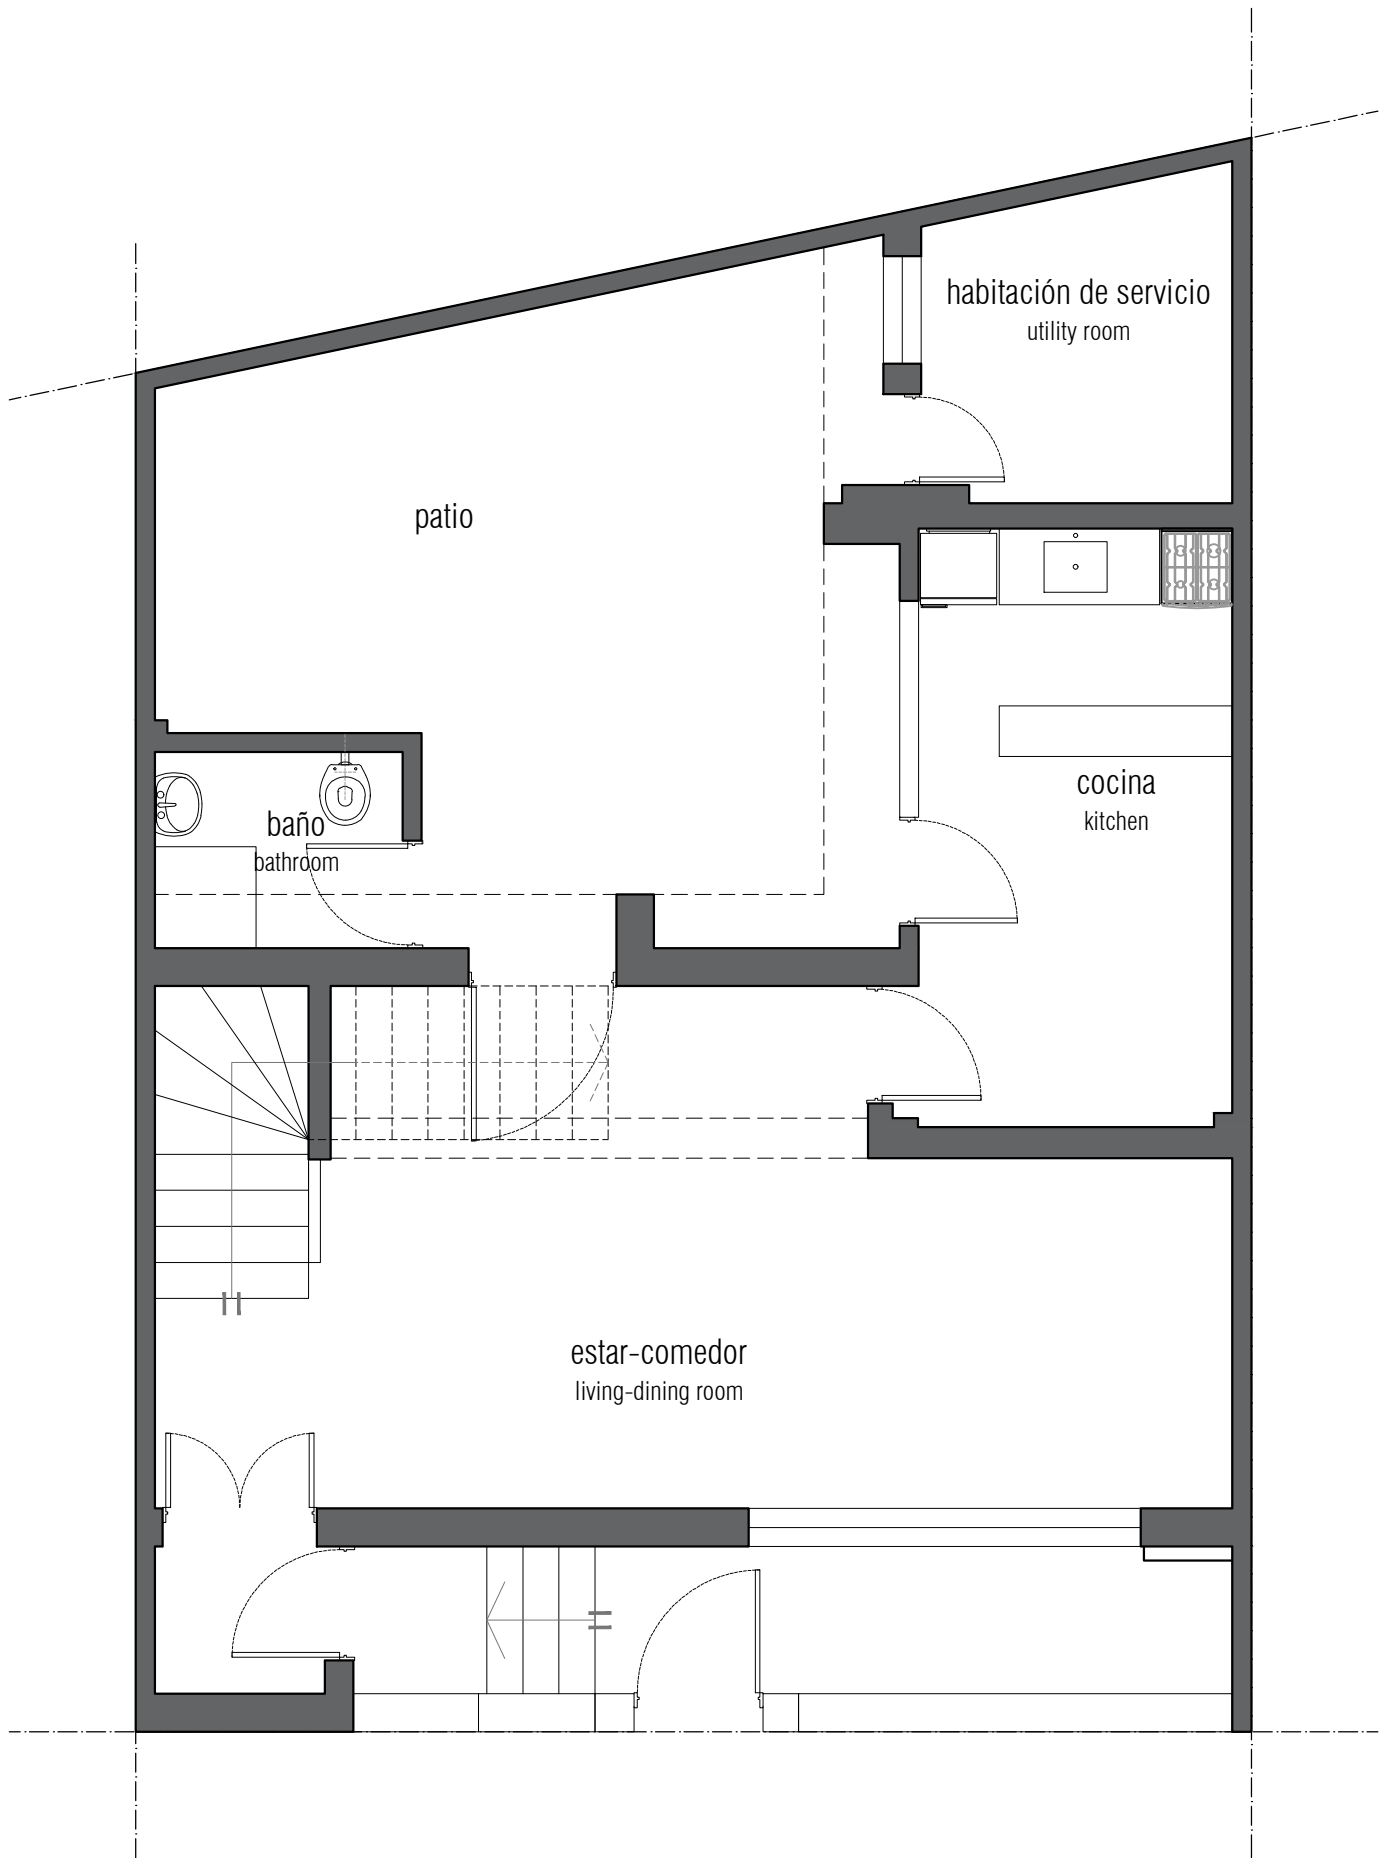 habitación de servicio
utility room
patio
cocina
kitchen
baño
bathroom
estar-comedor
living-dining room